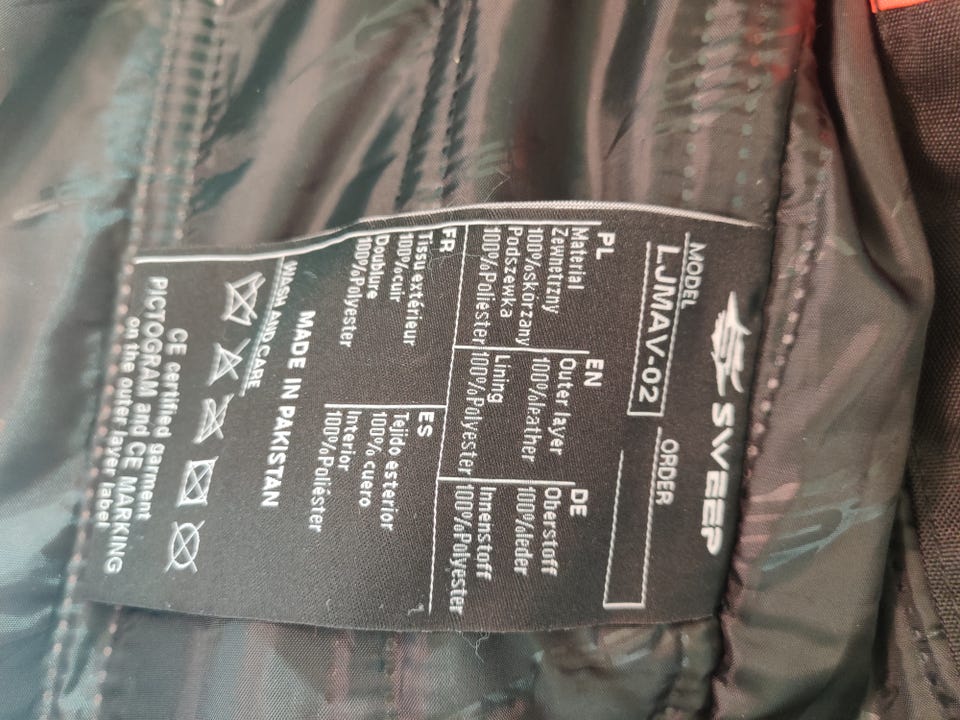 SVEEP
MODEL
LJMAV-02
ORDER
PL
Materiał
Zewnętrzny
100%skórzany
Podszewka
100%Poliester
EN
Outer layer
100%leather
Lining
100%Polyester
DE
Oberstoff
100%leder
Innenstoff
100%Polyester
FR
Tissu extérieur
100%cuir
Doublure
100%Polyester
ES
Tejido esterior
100% cuero
Interior
100%Poliéster
MADE IN PAKISTAN
WASM AND CARE
CE certified garment
PICTOGRAM and CE MARKING
on the outer layer label